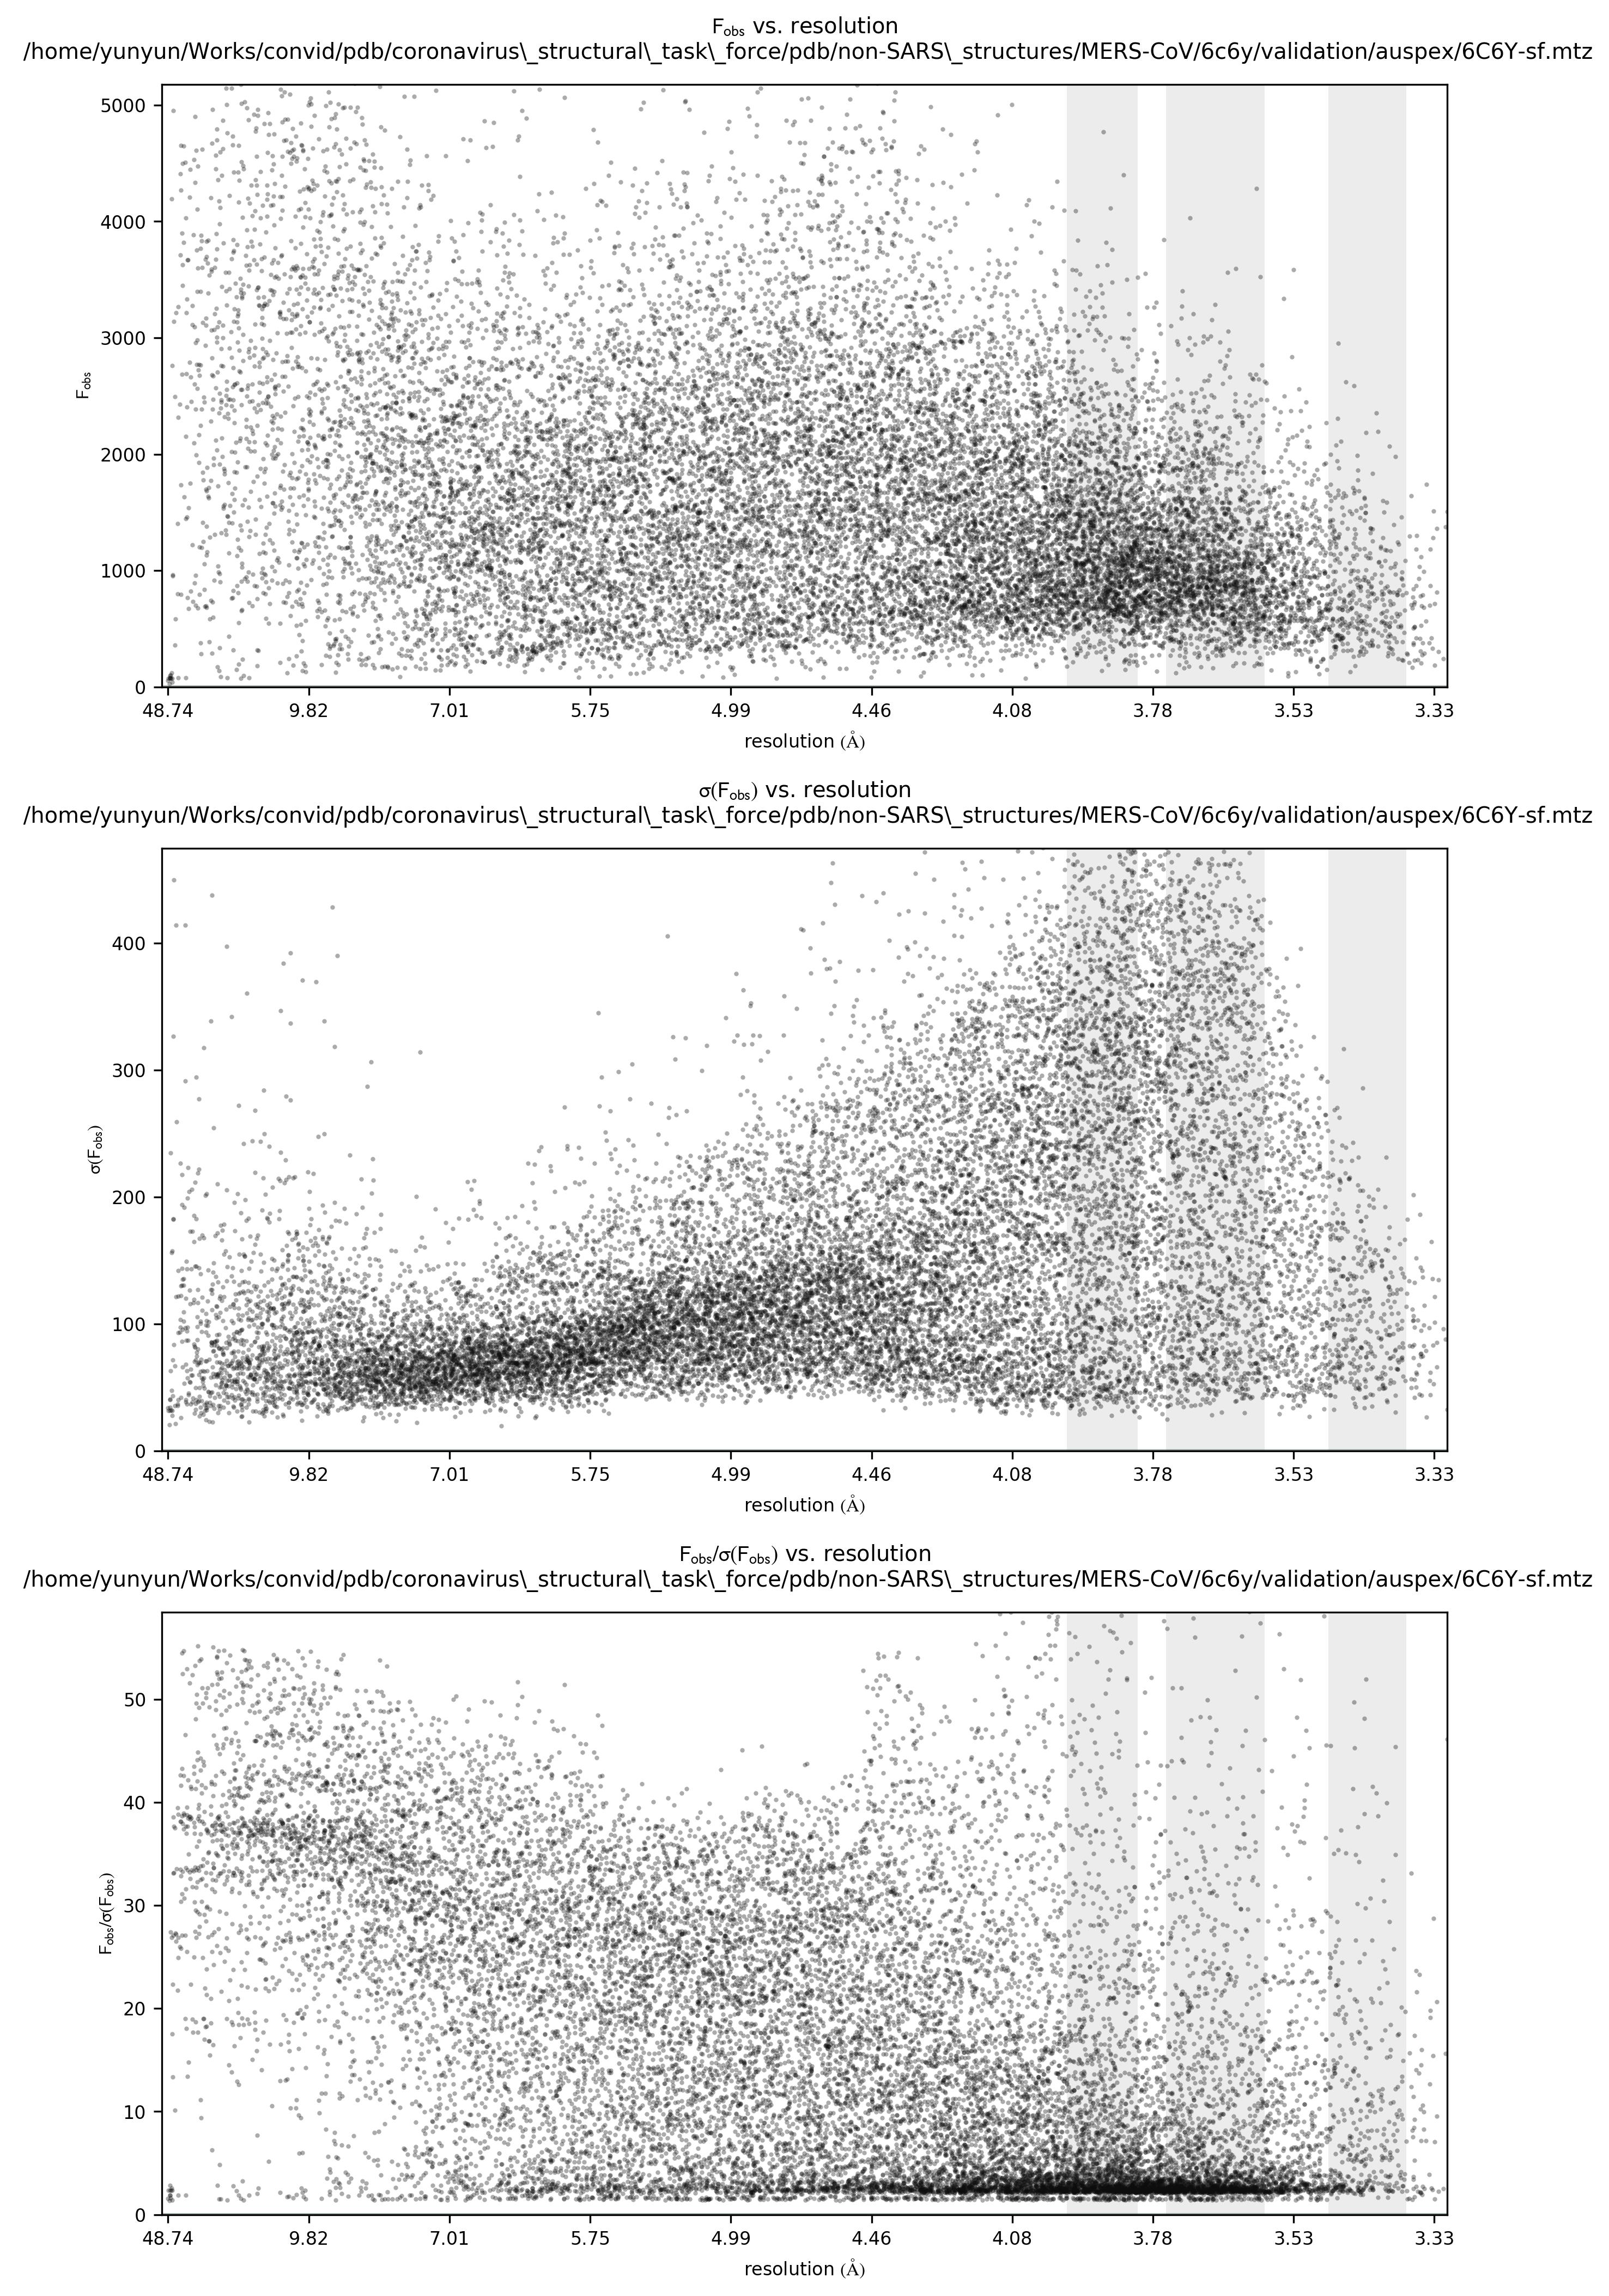 Fobs vs. resolution
/home/yunyun/Works/convid/pdb/coronavirus\_structural\_task\_force/pdb/non-SARS\_structures/MERS-CoV/6c6y/validation/auspex/6C6Y-sf.mtz
5000
4000
3000
2000
1000
0
Fobs
48.74 9.82 7.01 5.75 4.99 4.46 4.08 3.78 3.53 3.33
resolution (Å)
σ(Fobs) vs. resolution
/home/yunyun/Works/convid/pdb/coronavirus\_structural\_task\_force/pdb/non-SARS\_structures/MERS-CoV/6c6y/validation/auspex/6C6Y-sf.mtz
400
300
200
100
0
σ(Fobs)
48.74 9.82 7.01 5.75 4.99 4.46 4.08 3.78 3.53 3.33
resolution (Å)
Fobs/σ(Fobs) vs. resolution
/home/yunyun/Works/convid/pdb/coronavirus\_structural\_task\_force/pdb/non-SARS\_structures/MERS-CoV/6c6y/validation/auspex/6C6Y-sf.mtz
50
40
30
20
10
0
Fobs/σ(Fobs)
48.74 9.82 7.01 5.75 4.99 4.46 4.08 3.78 3.53 3.33
resolution (Å)